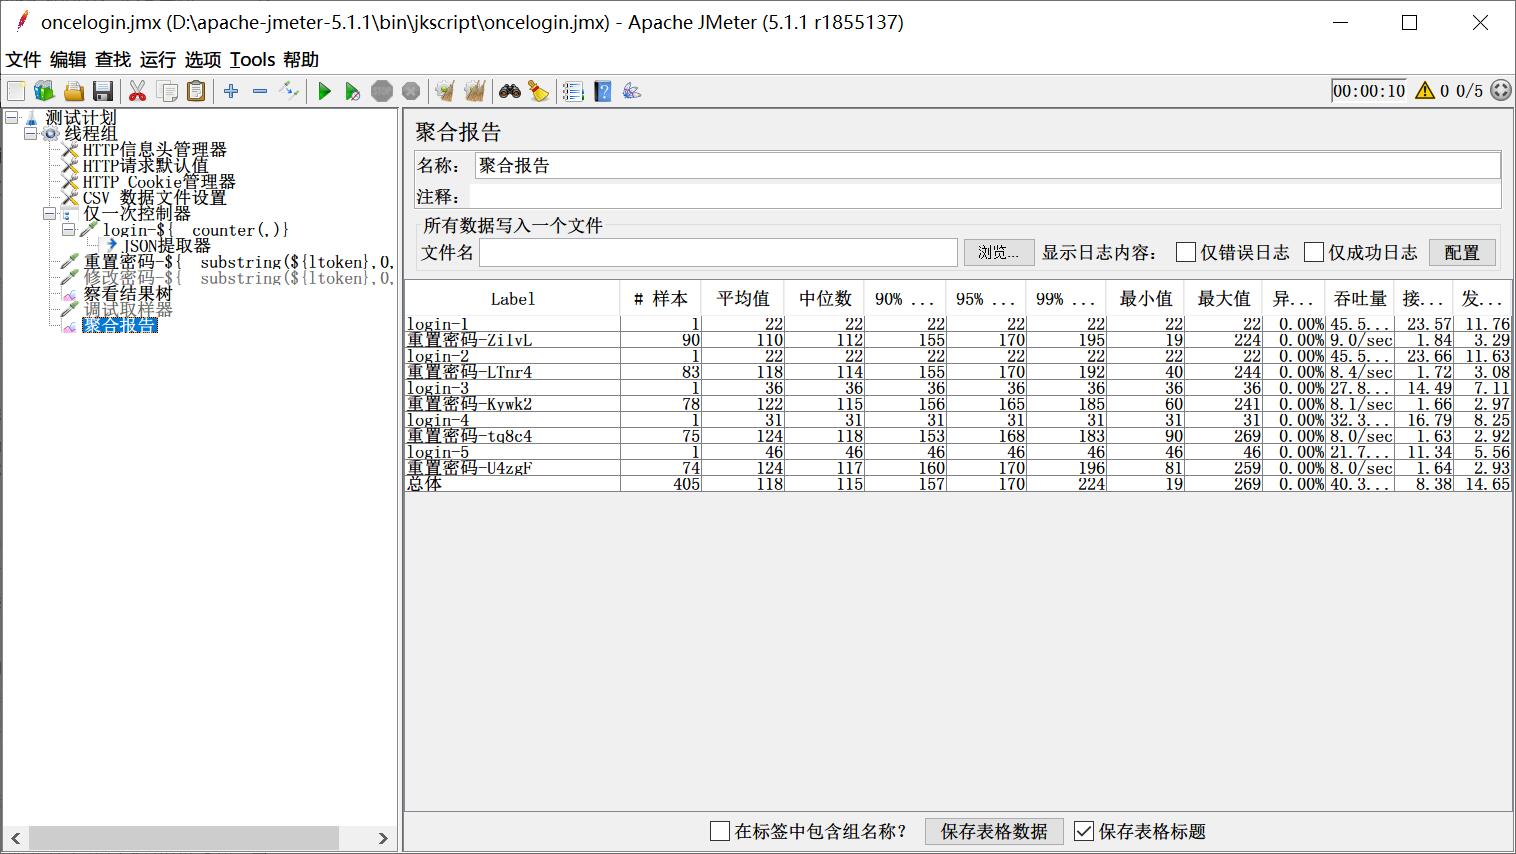 oncelogin.jmx (D:\apache-jmeter-5.1.1\bin\jkscript\oncelogin.jmx) - Apache JMeter (5.1.1 r1855137)
文件 编辑 查找 运行 选项 Tools 帮助
00:00:10 0 0/5
测试计划
线程组
HTTP信息头管理器
HTTP请求默认值
HTTP Cookie管理器
CSV 数据文件设置
仅一次控制器
login-${__counter(,)}
JSON提取器
重置密码-${__substring(${ltoken},0,
修改密码-${__substring(${ltoken},0,
察看结果树
调试取样器
聚合报告
聚合报告
名称: 聚合报告
注释:
所有数据写入一个文件
文件名 浏览... 显示日志内容: 仅错误日志 仅成功日志 配置
Label # 样本 平均值 中位数 90% ... 95% ... 99% ... 最小值 最大值 异... 吞吐量 接... 发...
login-1 1 22 22 22 22 22 22 22 0.00% 45.5... 23.57 11.76
重置密码-ZiIvL 90 110 112 155 170 195 19 224 0.00% 9.0/sec 1.84 3.29
login-2 1 22 22 22 22 22 22 22 0.00% 45.5... 23.66 11.63
重置密码-LTnr4 83 118 114 155 170 192 40 244 0.00% 8.4/sec 1.72 3.08
login-3 1 36 36 36 36 36 36 36 0.00% 27.8... 14.49 7.11
重置密码-Kywk2 78 122 115 156 165 185 60 241 0.00% 8.1/sec 1.66 2.97
login-4 1 31 31 31 31 31 31 31 0.00% 32.3... 16.79 8.25
重置密码-tq8c4 75 124 118 153 168 183 90 269 0.00% 8.0/sec 1.63 2.92
login-5 1 46 46 46 46 46 46 46 0.00% 21.7... 11.34 5.56
重置密码-U4zgF 74 124 117 160 170 196 81 259 0.00% 8.0/sec 1.64 2.93
总体 405 118 115 157 170 224 19 269 0.00% 40.3... 8.38 14.65
在标签中包含组名称? 保存表格数据 保存表格标题